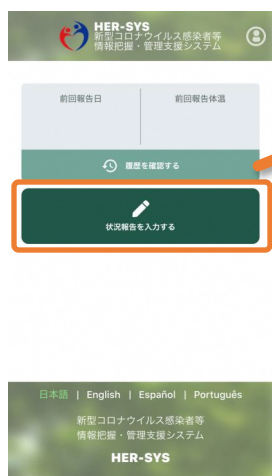 HER-SYS
新型コロナウイルス感染者等
情報把握・管理支援システム
前回報告日 前回報告体温
履歴を確認する
状況報告を入力する
日本語 | English | Español | Português
新型コロナウイルス感染者等
情報把握・管理支援システム
HER-SYS